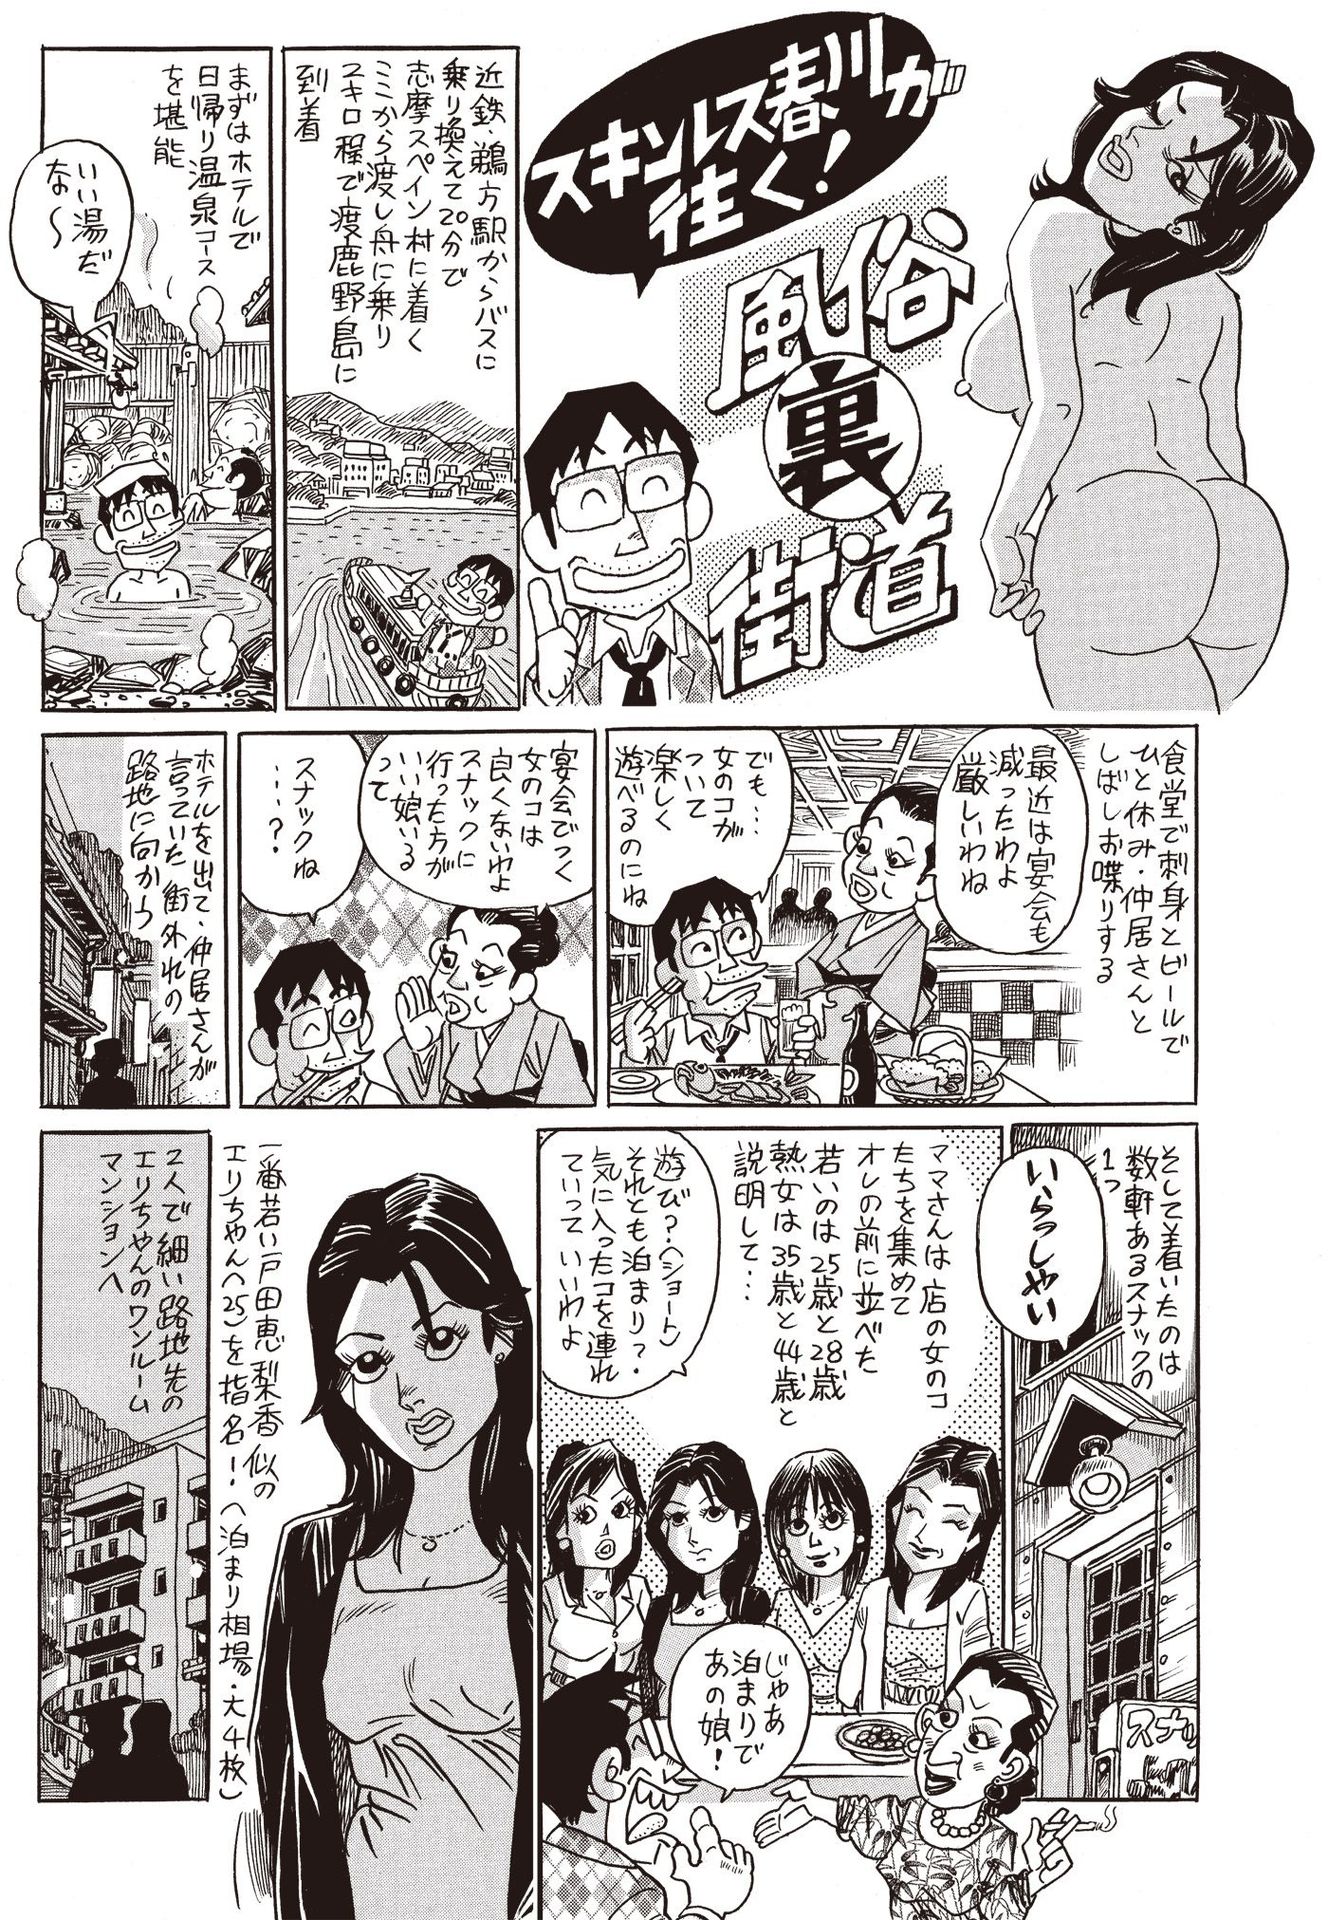 スキンレス春川が
往く!
風俗
裏
街道
近鉄・鵜方駅からバスに
乗り換えて20分で
志摩スペイン村に着く
ミミから渡し舟に乗り
スキロ程で渡鹿野島に
到着
まずはホテルで
日帰り温泉コース
を堪能
いい湯だ
な〜
食堂で刺身とビールで
ひと休み・仲居さんと
しばしお喋りする
最近は宴会も
減ったわよ
厳しいわね
でも…
女のコが
ついて
楽しく
遊べるのにね
宴会でつく
女のコは
良くないわよ
スナックに
行った方が
いい娘いる
って
スナックね
…?
ホテルを出て、仲居さんが
言っていた街外れの
路地に向かう
そして着いたのは
数軒あるスナックの
1つ
いらっしゃい
スナッ
ママさんは店の女のコ
たちを集めて
オレの前に並べた
若いのは25歳と28歳
熟女は35歳と44歳と
説明して…
遊び?(ショート)
それとも泊まり?・
気に入ったコを連れ
ていって いいわよ
じゃあ
泊まりで
あの娘!
一番若い戸田恵梨香似の
エリちゃん(25)を指名!(泊まり相場・大4枚)
2人で細い路地先の
エリちゃんのワンルーム
マンションへ